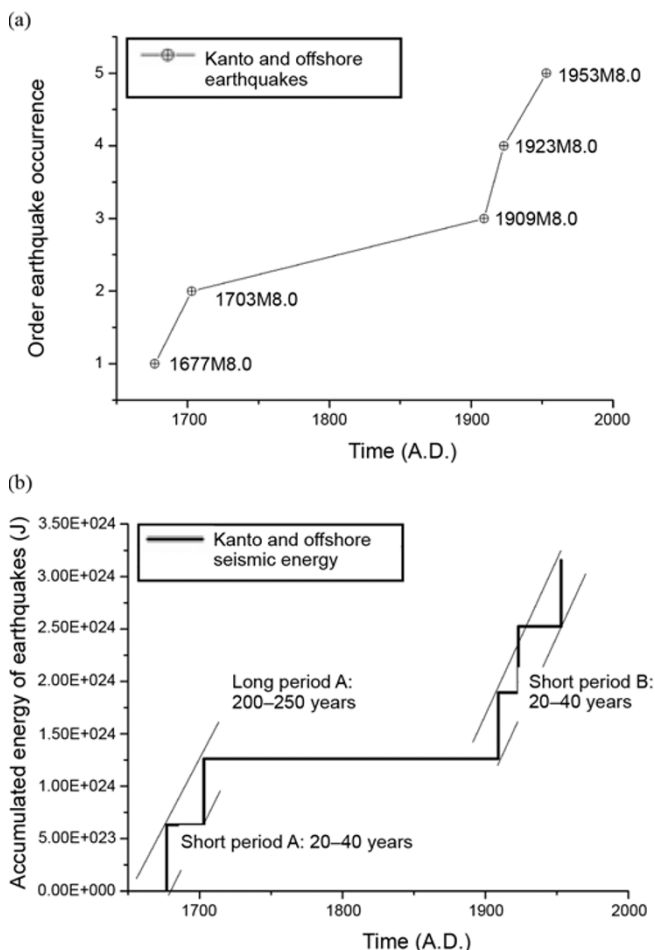 (a)
Kanto and offshore
earthquakes
Order earthquake occurrence
5
4
3
2
1
1953M8.0
1923M8.0
1909M8.0
1703M8.0
1677M8.0
1700
1800
1900
2000
Time (A.D.)
(b)
Accumulated energy of earthquakes (J)
3.50E+024
3.00E+024
2.50E+024
2.00E+024
1.50E+024
1.00E+024
5.00E+023
0.00E+000
Kanto and offshore
seismic energy
Long period A:
200–250 years
Short period B:
20–40 years
Short period A: 20–40 years
1700
1800
1900
2000
Time (A.D.)